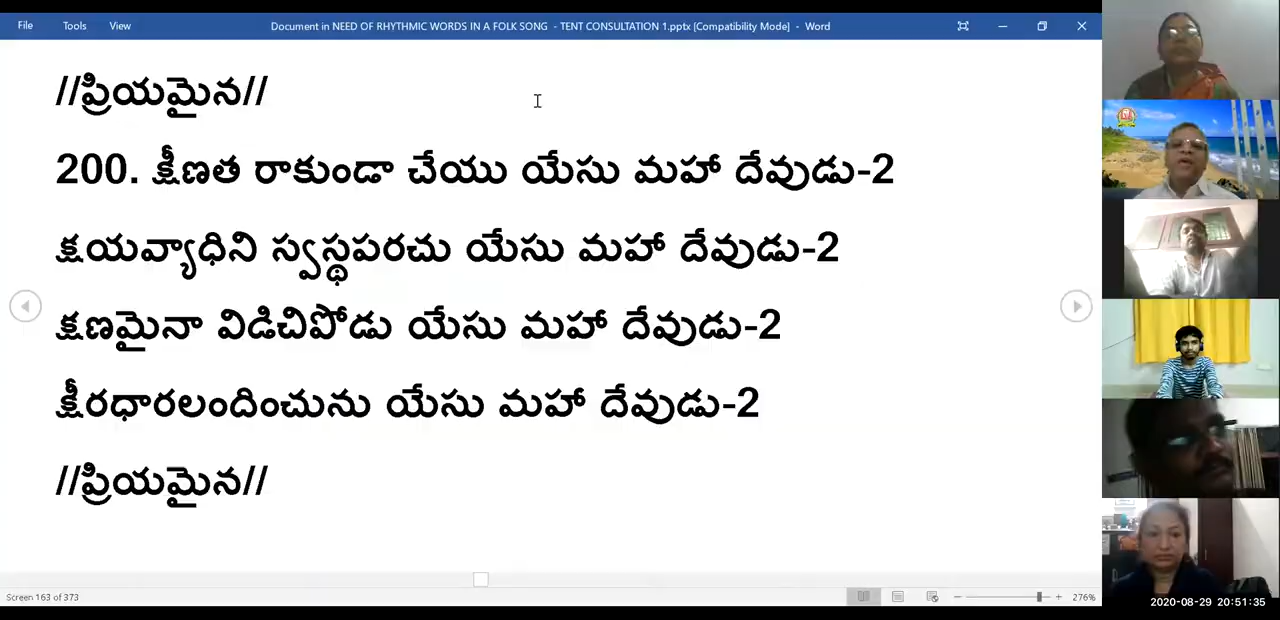 File Tools View Document in NEED OF RHYTHMIC WORDS IN A FOLK SONG - TENT CONSULTATION 1.pptx [Compatibility Mode] - Word
//ప్రియమైన//
200. క్షీణత రాకుండా చేయు యేసు మహా దేవుడు-2
క్షయవ్యాధిని స్వస్థపరచు యేసు మహా దేవుడు-2
క్షణమైనా విడిచిపోడు యేసు మహా దేవుడు-2
క్షీరధారలందించును యేసు మహా దేవుడు-2
//ప్రియమైన//
Screen 163 of 373 276%
2020-08-29 20:51:35